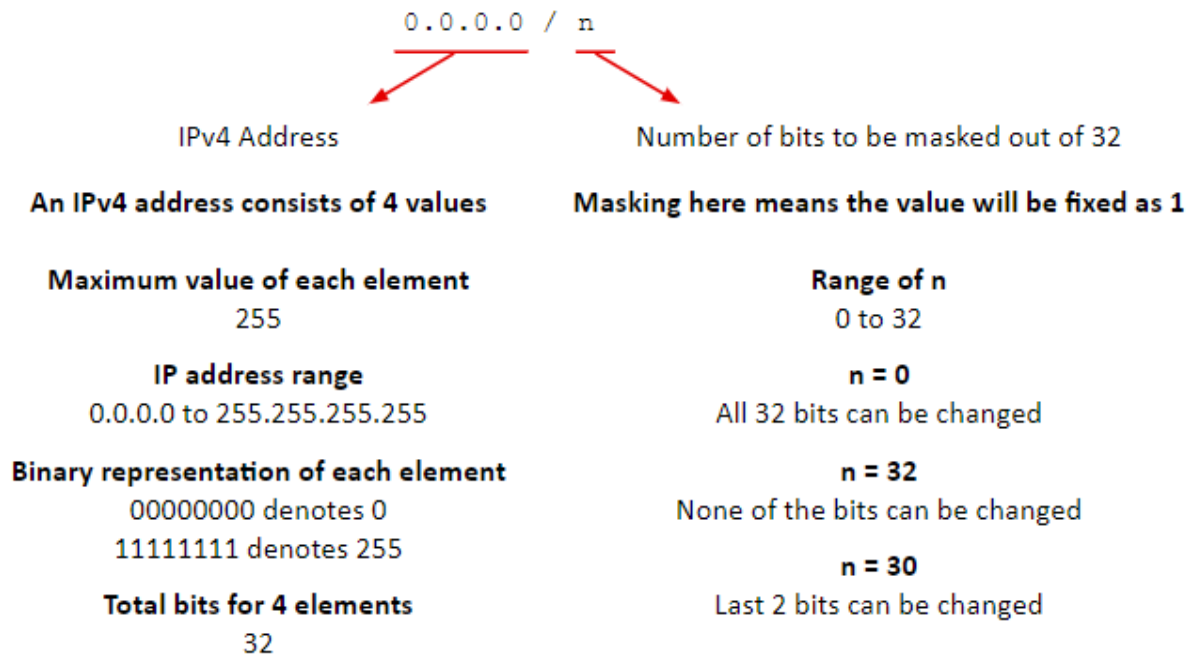 0.0.0.0 / n
IPv4 Address
An IPv4 address consists of 4 values
Maximum value of each element
255
IP address range
0.0.0.0 to 255.255.255.255
Binary representation of each element
00000000 denotes 0
11111111 denotes 255
Total bits for 4 elements
32
Number of bits to be masked out of 32
Masking here means the value will be fixed as 1
Range of n
0 to 32
n = 0
All 32 bits can be changed
n = 32
None of the bits can be changed
n = 30
Last 2 bits can be changed